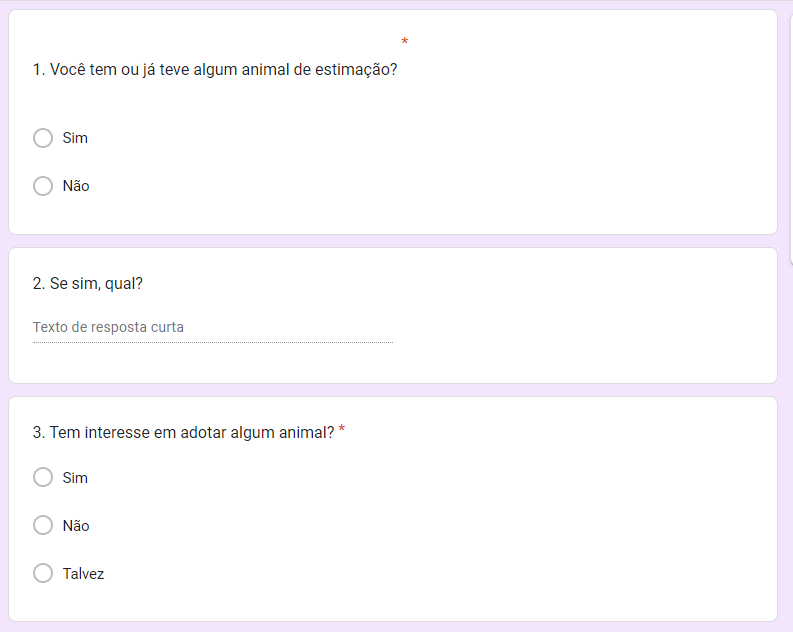 *
1. Você tem ou já teve algum animal de estimação?
Sim
Não
2. Se sim, qual?
Texto de resposta curta
3. Tem interesse em adotar algum animal? *
Sim
Não
Talvez